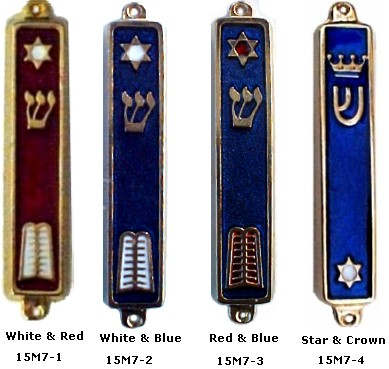 ש ש ש ש
White & Red White & Blue Red & Blue Star & Crown
15M7-1 15M7-2 15M7-3 15M7-4